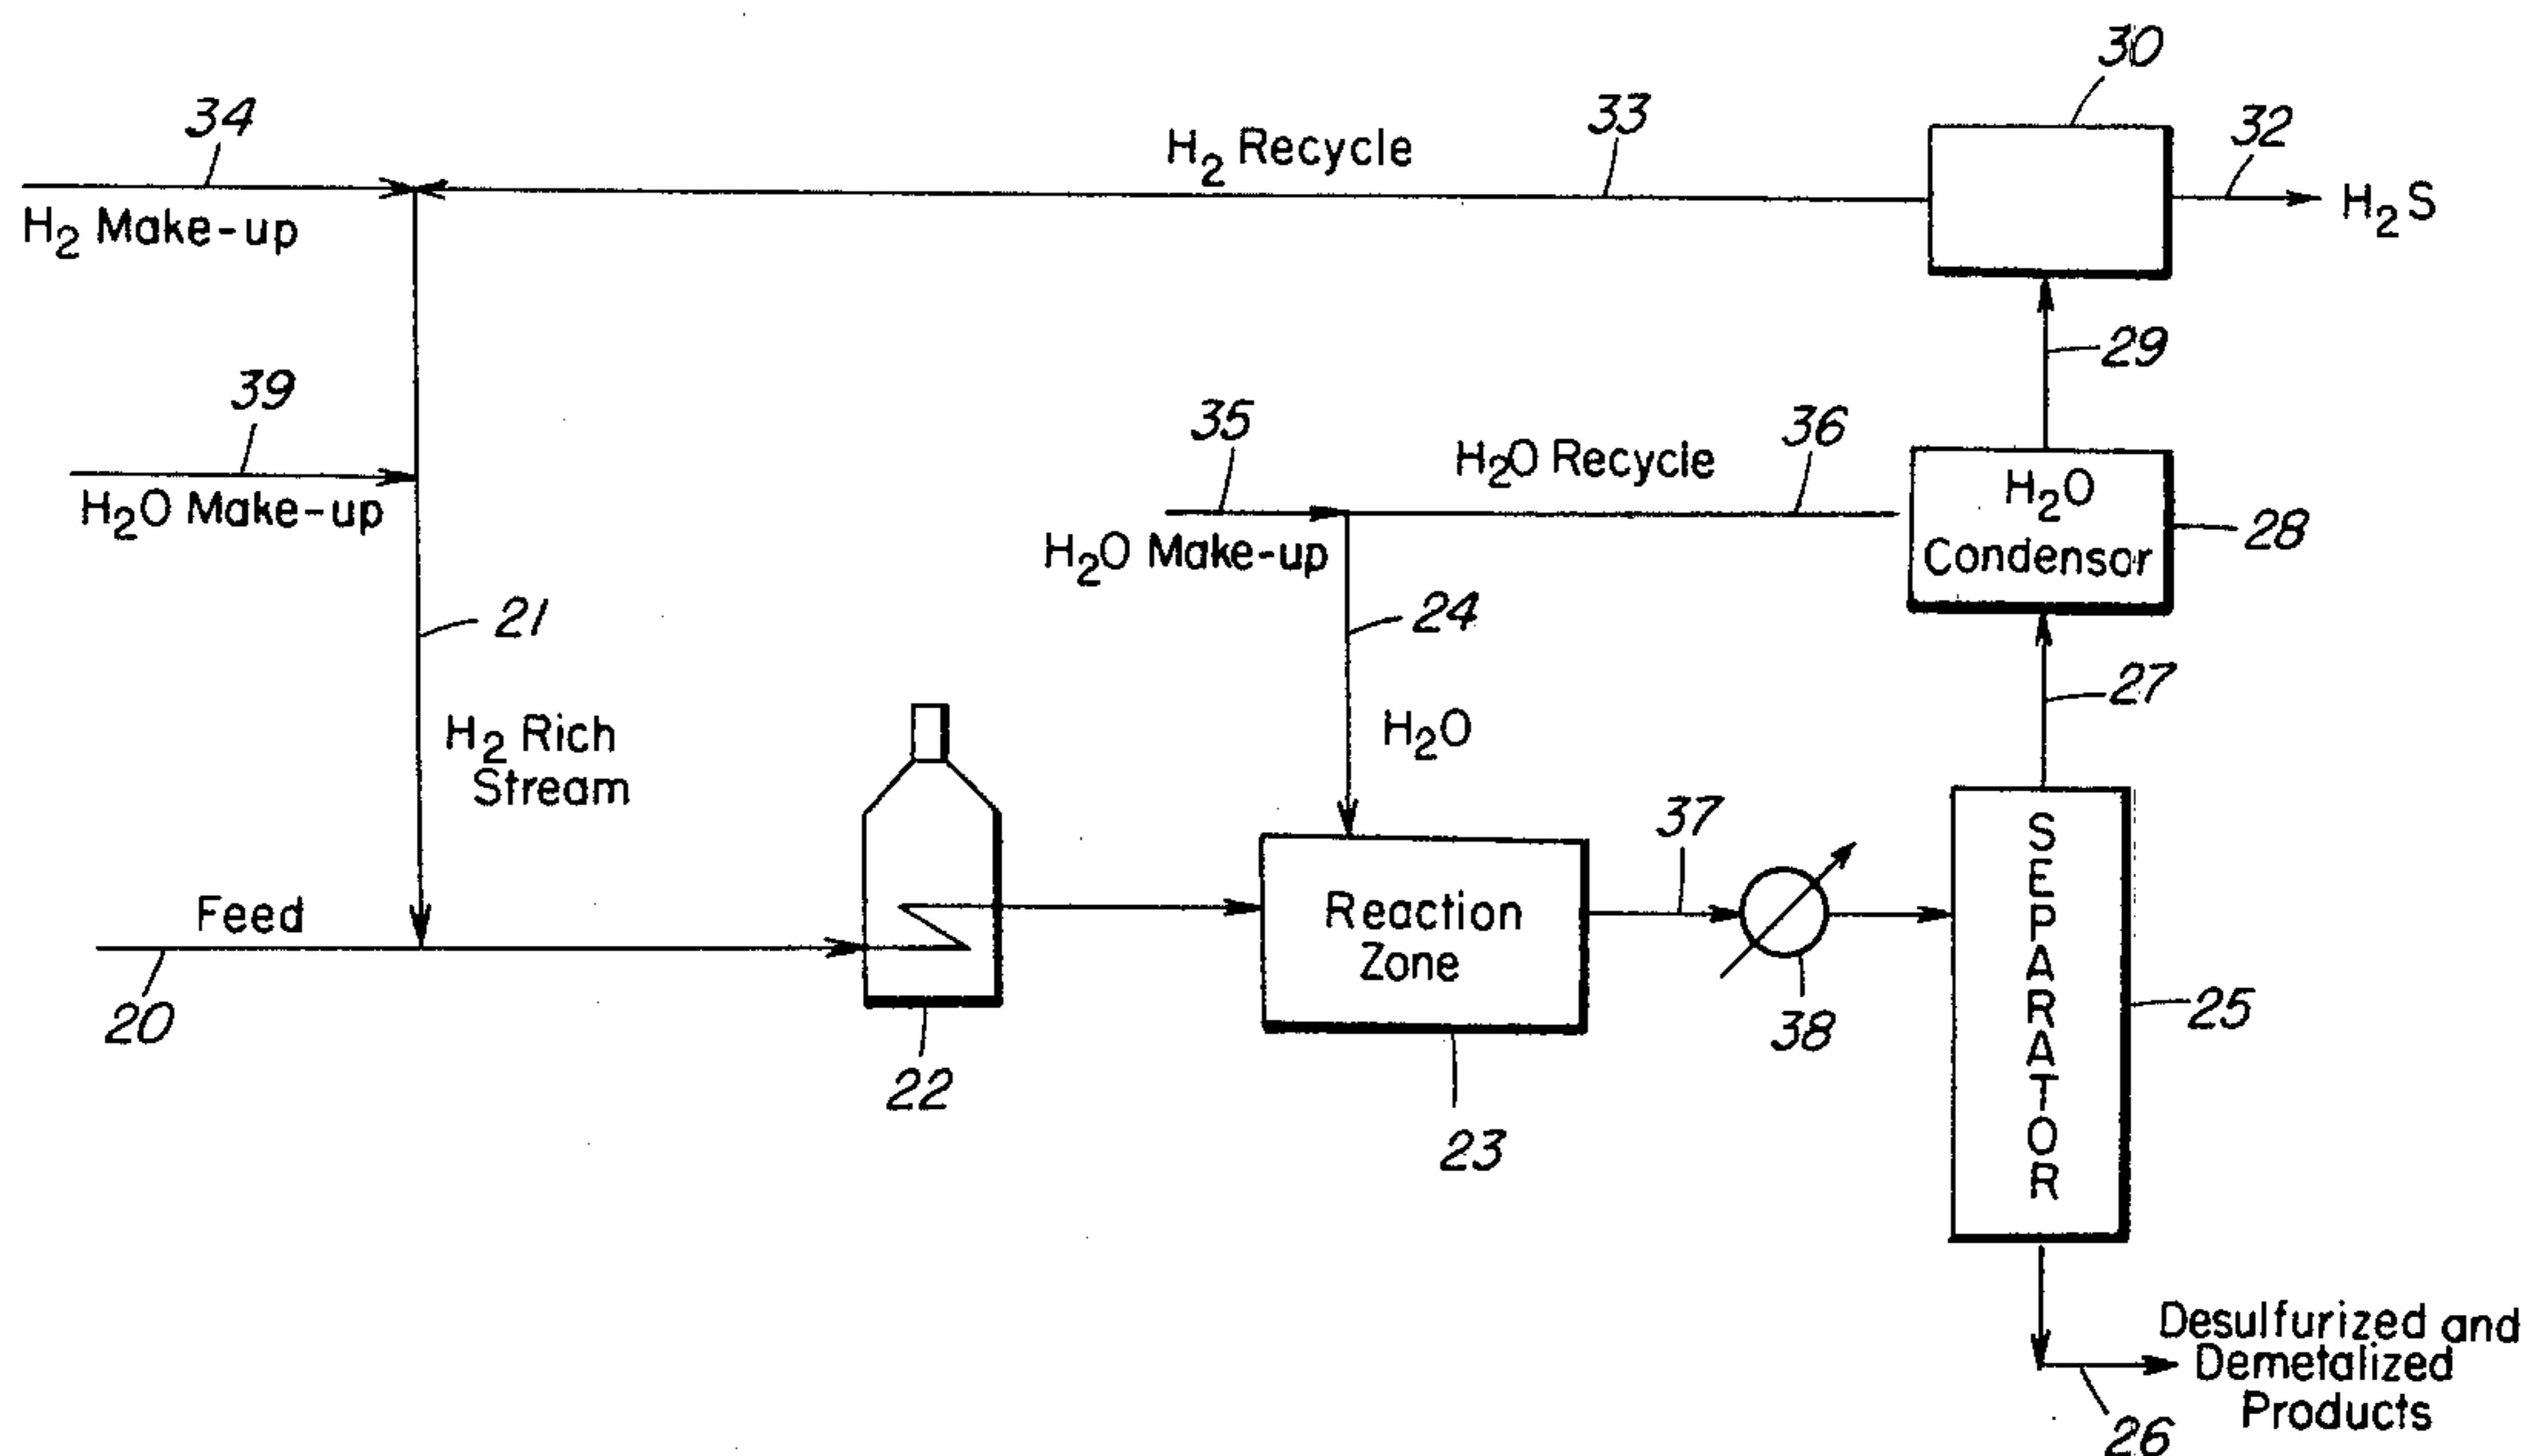 30
34
33
32
H2 Recycle
H2S
H2 Make-up
29
39
35
36
H2O Recycle
H2O Make-up
H2O
Condensor
28
H2O Make-up
21
24
27
H2 Rich
Stream
H2O
37
SEPARATOR
Feed
Reaction
Zone
20
38
25
22
23
Desulfurized and
Demetalized
Products
26